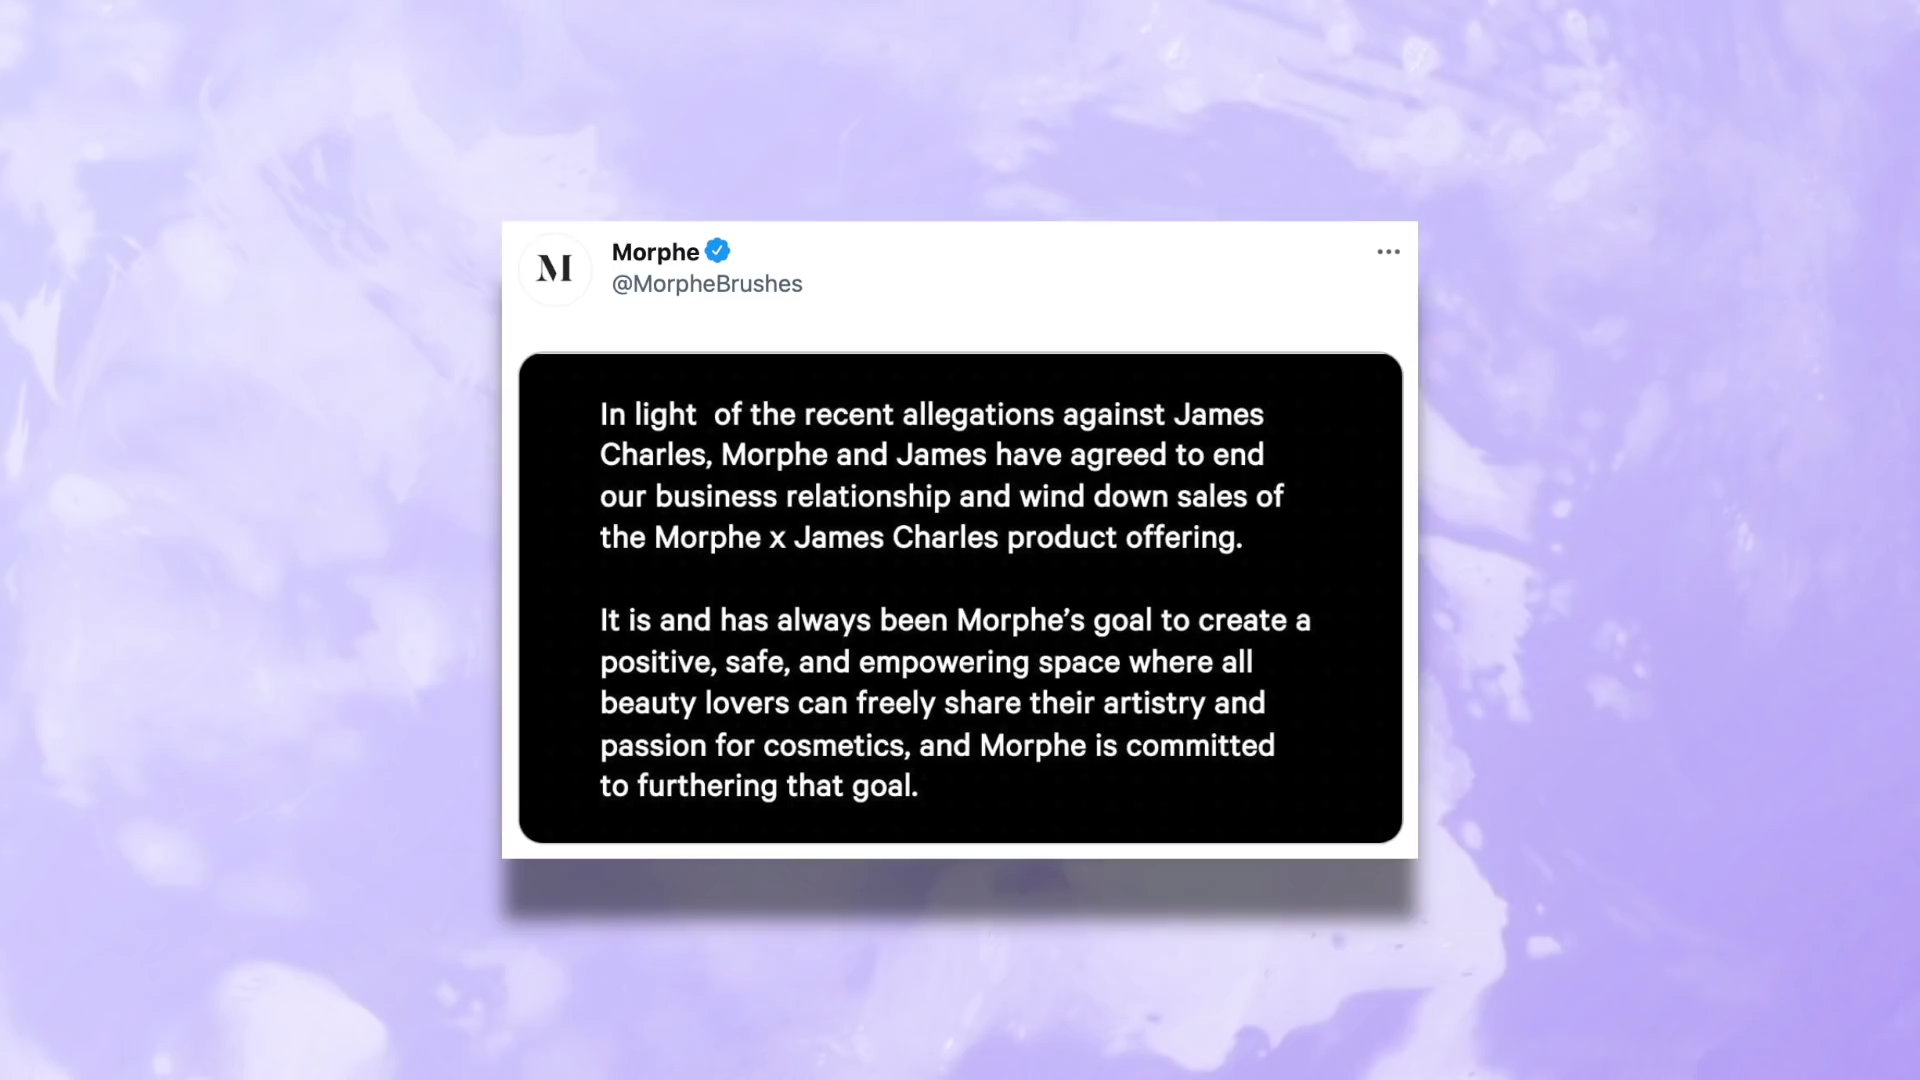 M
Morphe
@MorpheBrushes
In light of the recent allegations against James
Charles, Morphe and James have agreed to end
our business relationship and wind down sales of
the Morphe x James Charles product offering.
It is and has always been Morphe’s goal to create a
positive, safe, and empowering space where all
beauty lovers can freely share their artistry and
passion for cosmetics, and Morphe is committed
to furthering that goal.